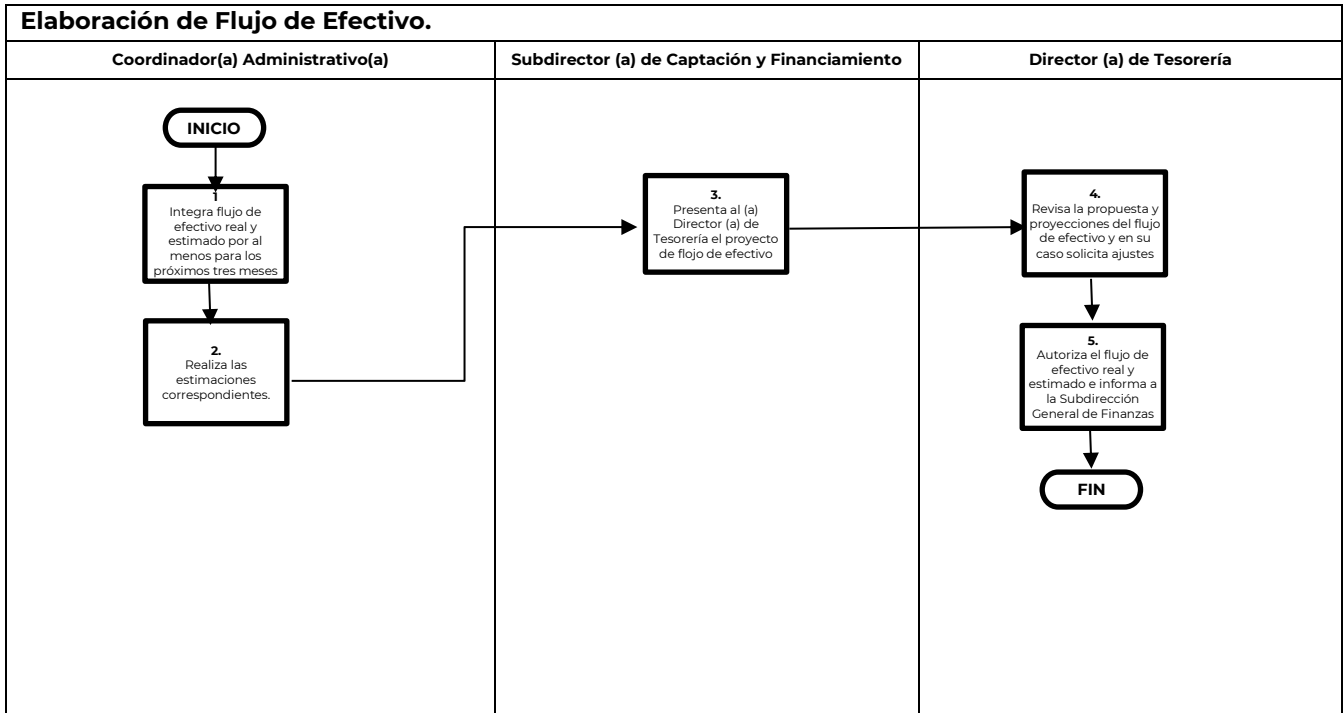 Elaboración de Flujo de Efectivo.
Coordinador(a) Administrativo(a)
Subdirector (a) de Captación y Financiamiento
Director (a) de Tesorería
INICIO
1
Integra flujo de
efectivo real y
estimado por al
menos para los
próximos tres meses
2.
Realiza las
estimaciones
correspondientes.
3.
Presenta al (a)
Director (a) de
Tesorería el proyecto
de flojo de efectivo
4.
Revisa la propuesta y
proyecciones del flujo
de efectivo y en su
caso solicita ajustes
5.
Autoriza el flujo de
efectivo real y
estimado e informa a
la Subdirección
General de Finanzas
FIN